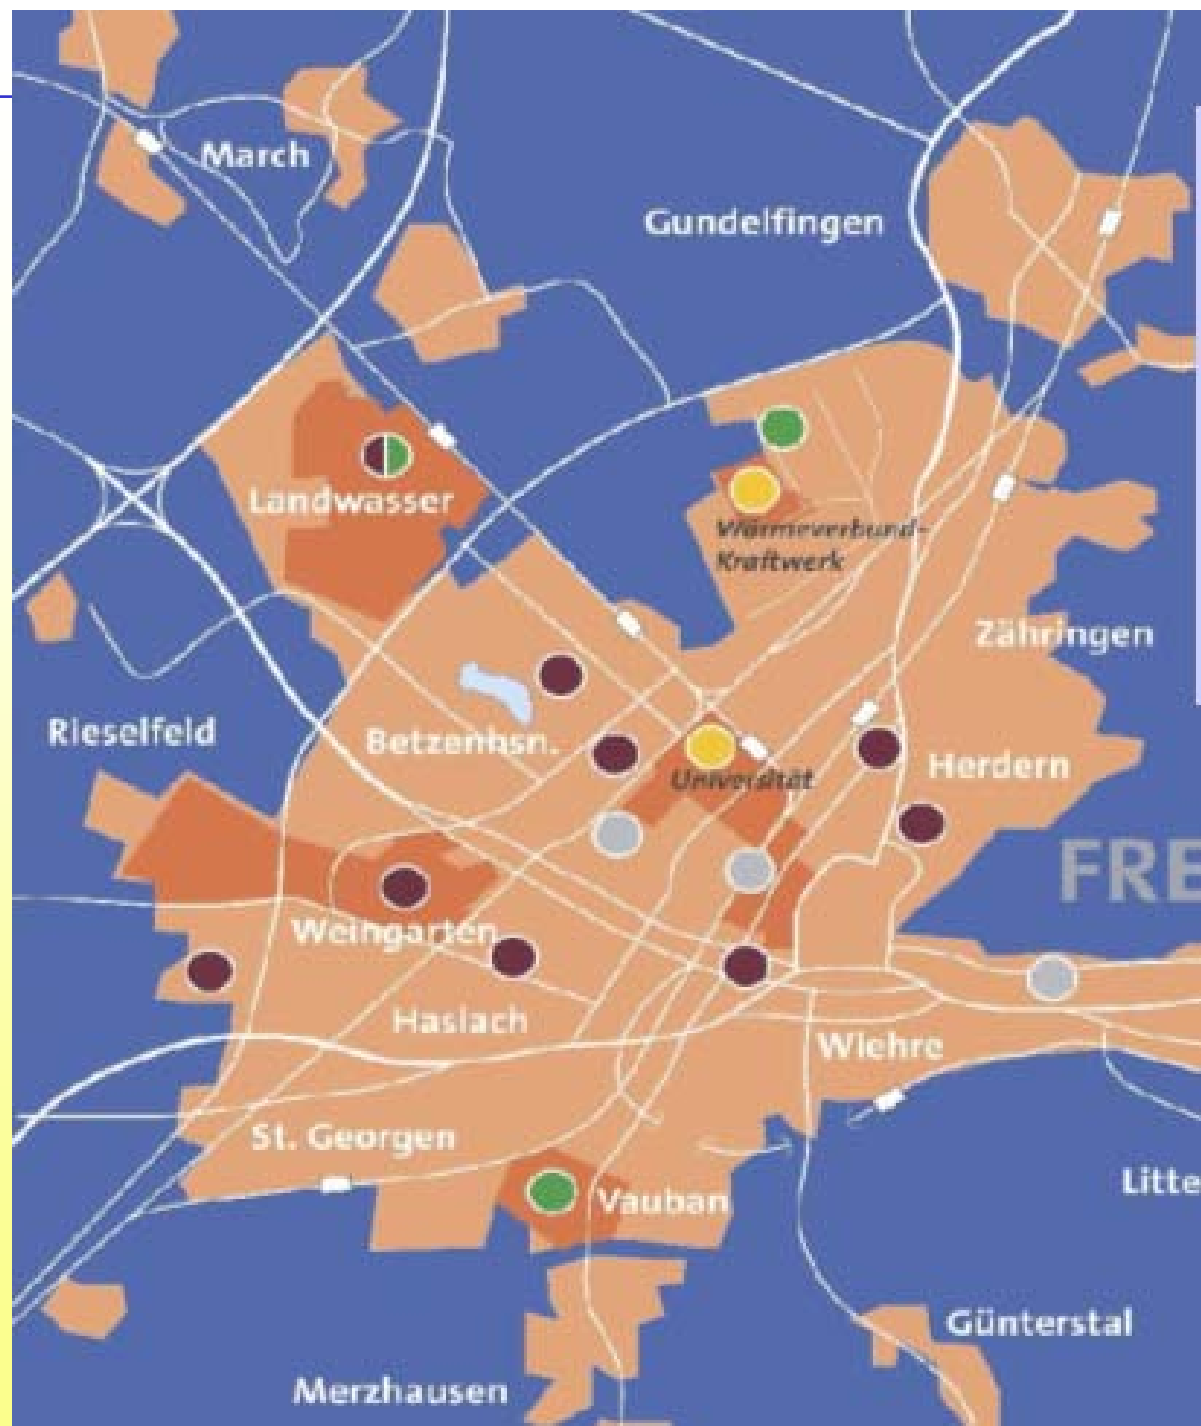 March
Gundelfingen
Landwasser
Wärmeverbund-
Kraftwerk
Zähringen
Rieselfeld
Betzenhsn.
Universität
Herdern
FRE
Weingarten
Haslach
Wiehre
St. Georgen
Litte
Vauban
Günterstal
Merzhausen